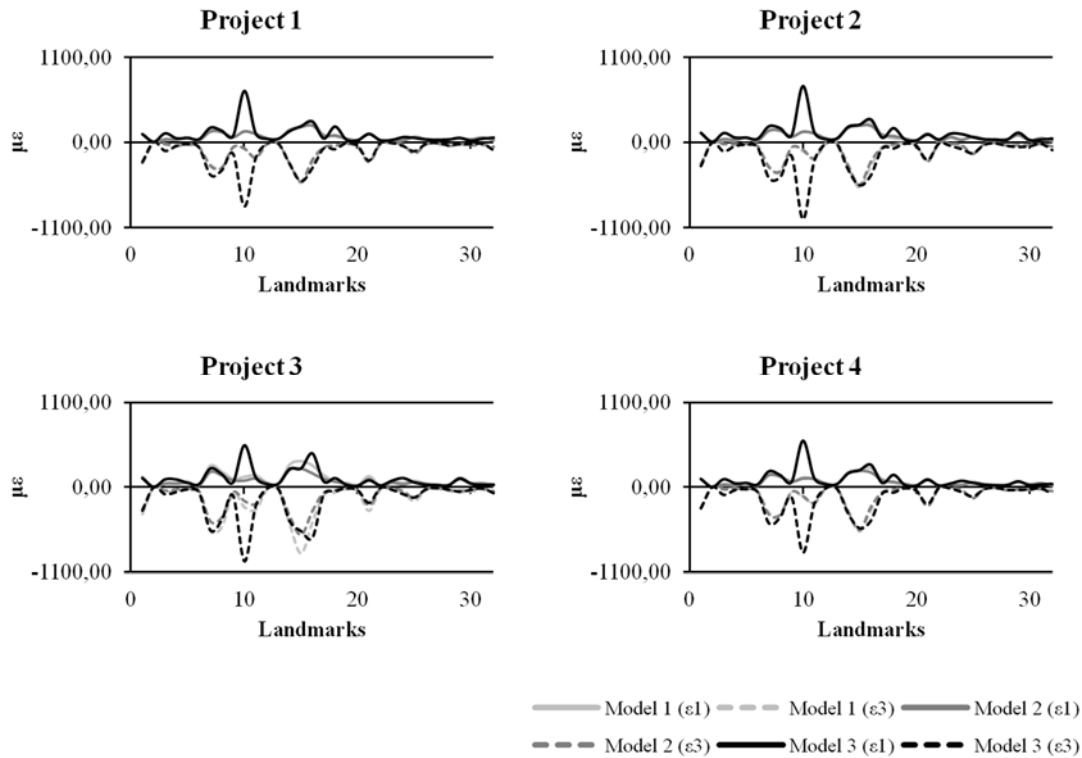 Project 1
1100,00
0,00
-1100,00
με
0 10 20 30
Landmarks
Project 2
1100,00
0,00
-1100,00
με
0 10 20 30
Landmarks
Project 3
1100,00
0,00
-1100,00
με
0 10 20 30
Landmarks
Project 4
1100,00
0,00
-1100,00
με
0 10 20 30
Landmarks
Model 1 (ε1) Model 1 (ε3) Model 2 (ε1)
Model 2 (ε3) Model 3 (ε1) Model 3 (ε3)